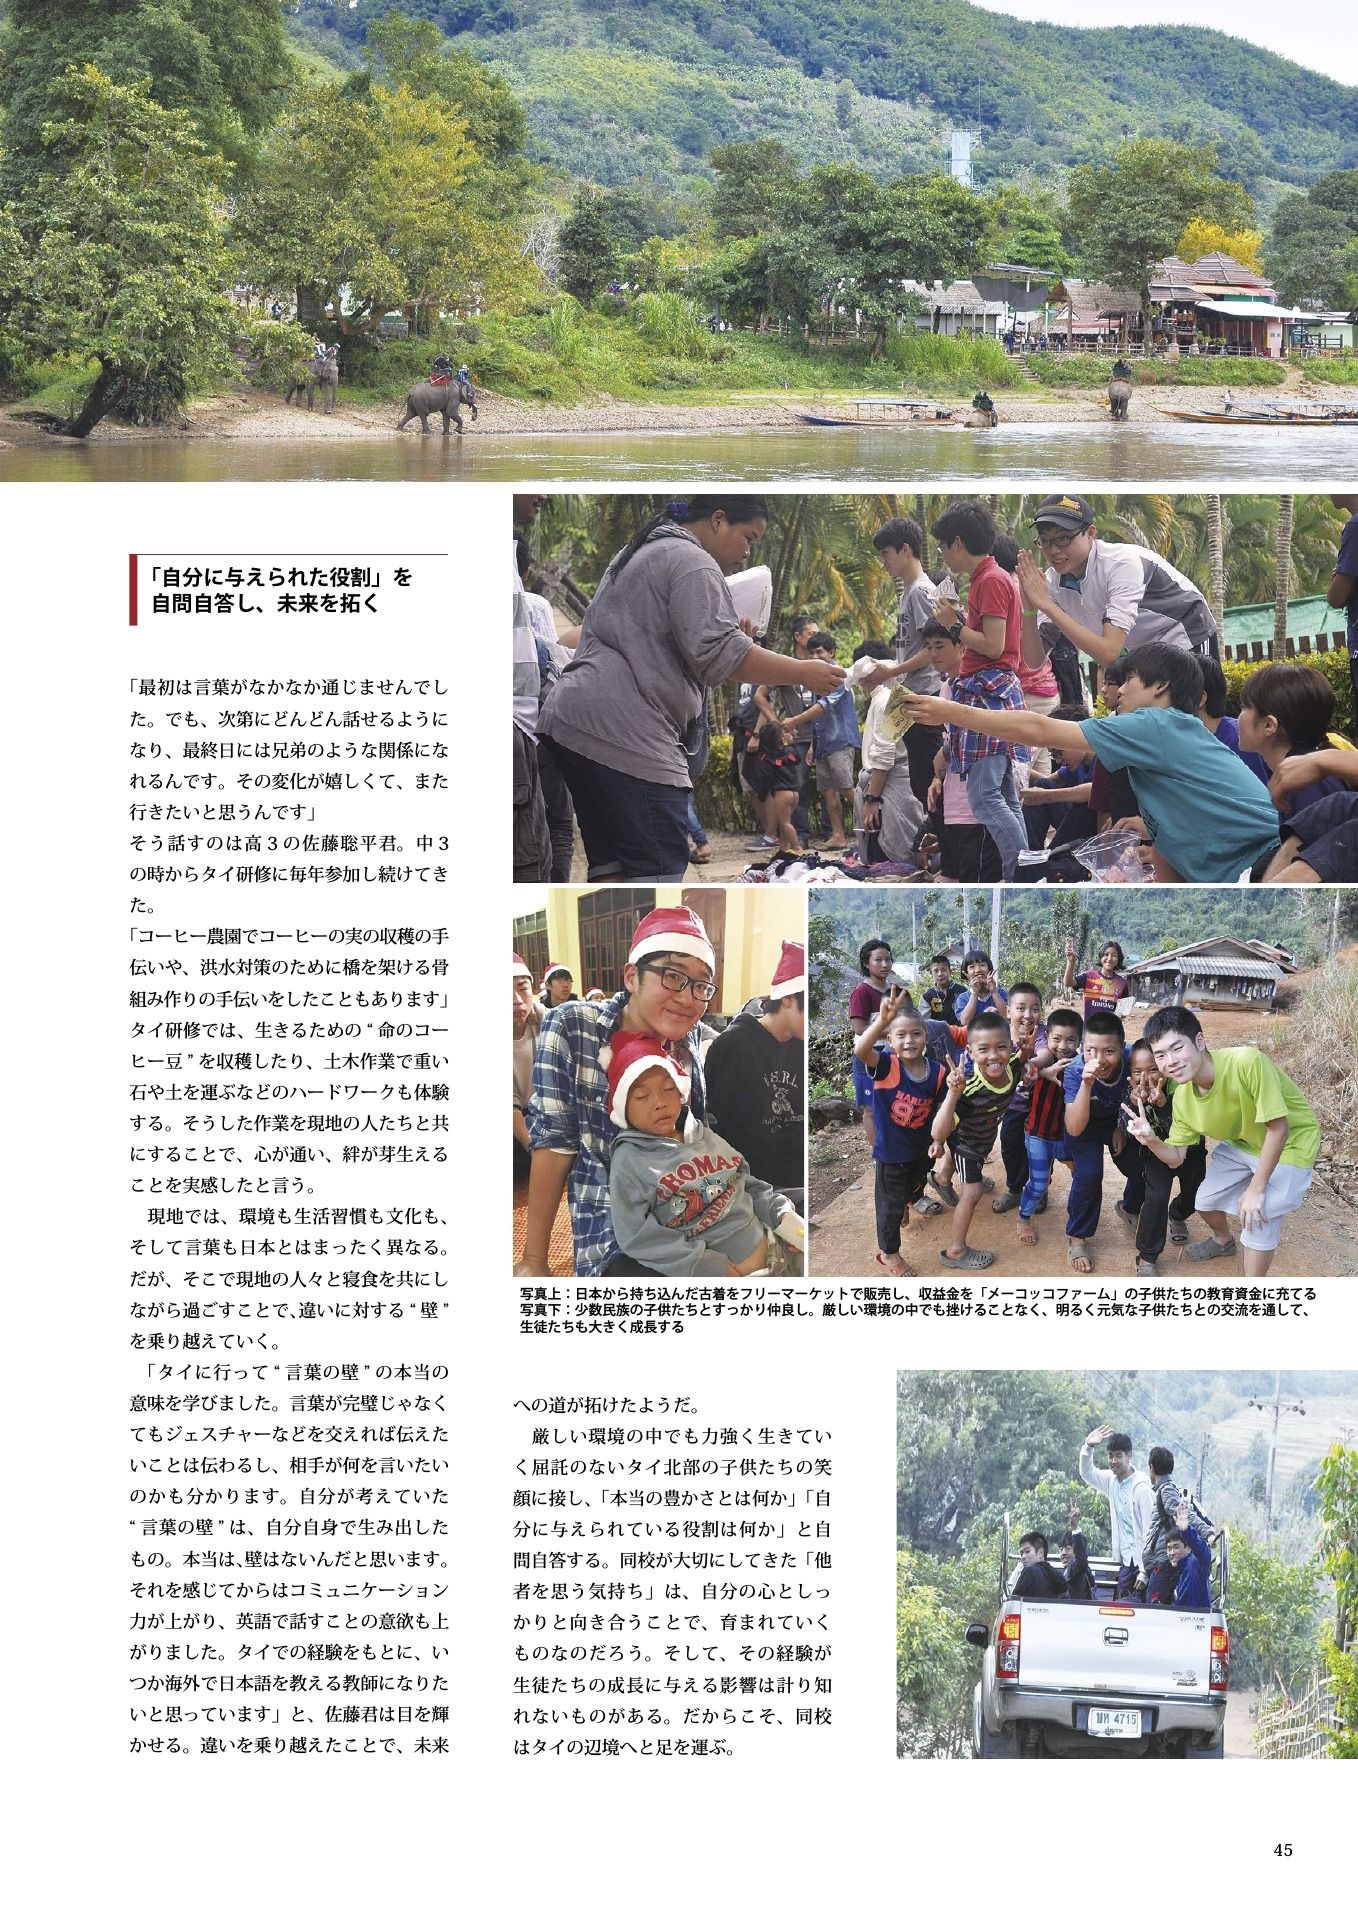 「自分に与えられた役割」を
自問自答し、未来を拓く
「最初は言葉がなかなか通じませんでし
た。でも、次第にどんどん話せるように
なり、最終日には兄弟のような関係にな
れるんです。その変化が嬉しくて、また
行きたいと思うんです」
そう話すのは高３の佐藤聡平君。中３
の時からタイ研修に毎年参加し続けてき
た。
「コーヒー農園でコーヒーの実の収穫の手
伝いや、洪水対策のために橋を架ける骨
組み作りの手伝いをしたこともあります」
タイ研修では、生きるための“命のコー
ヒー豆”を収穫したり、土木作業で重い
石や土を運ぶなどのハードワークも体験
する。そうした作業を現地の人たちと共
にすることで、心が通い、絆が芽生える
ことを実感したと言う。
　現地では、環境も生活習慣も文化も、
そして言葉も日本とはまったく異なる。
だが、そこで現地の人々と寝食を共にし
ながら過ごすことで、違いに対する“壁”
を乗り越えていく。
「タイに行って“言葉の壁”の本当の
意味を学びました。言葉が完璧じゃなく
てもジェスチャーなどを交えれば伝えた
いことは伝わるし、相手が何を言いたい
のかも分かります。自分が考えていた
“言葉の壁”は、自分自身で生み出した
もの。本当は、壁はないんだと思います。
それを感じてからはコミュニケーション
力が上がり、英語で話すことの意欲も上
がりました。タイでの経験をもとに、い
つか海外で日本語を教える教師になりた
いと思っています」と、佐藤君は目を輝
かせる。違いを乗り越えたことで、未来
写真上：日本から持ち込んだ古着をフリーマーケットで販売し、収益金を「メーコッコファーム」の子供たちの教育資金に充てる
写真下：少数民族の子供たちとすっかり仲良し。厳しい環境の中でも挫けることなく、明るく元気な子供たちとの交流を通して、
生徒たちも大きく成長する
への道が拓けたようだ。
　厳しい環境の中でも力強く生きてい
く屈託のないタイ北部の子供たちの笑
顔に接し、「本当の豊かさとは何か」「自
分に与えられている役割は何か」と自
問自答する。同校が大切にしてきた「他
者を思う気持ち」は、自分の心としっ
かりと向き合うことで、育まれていく
ものなのだろう。そして、その経験が
生徒たちの成長に与える影響は計り知
れないものがある。だからこそ、同校
はタイの辺境へと足を運ぶ。
THOMAS
FRIENDS
92
4715
45